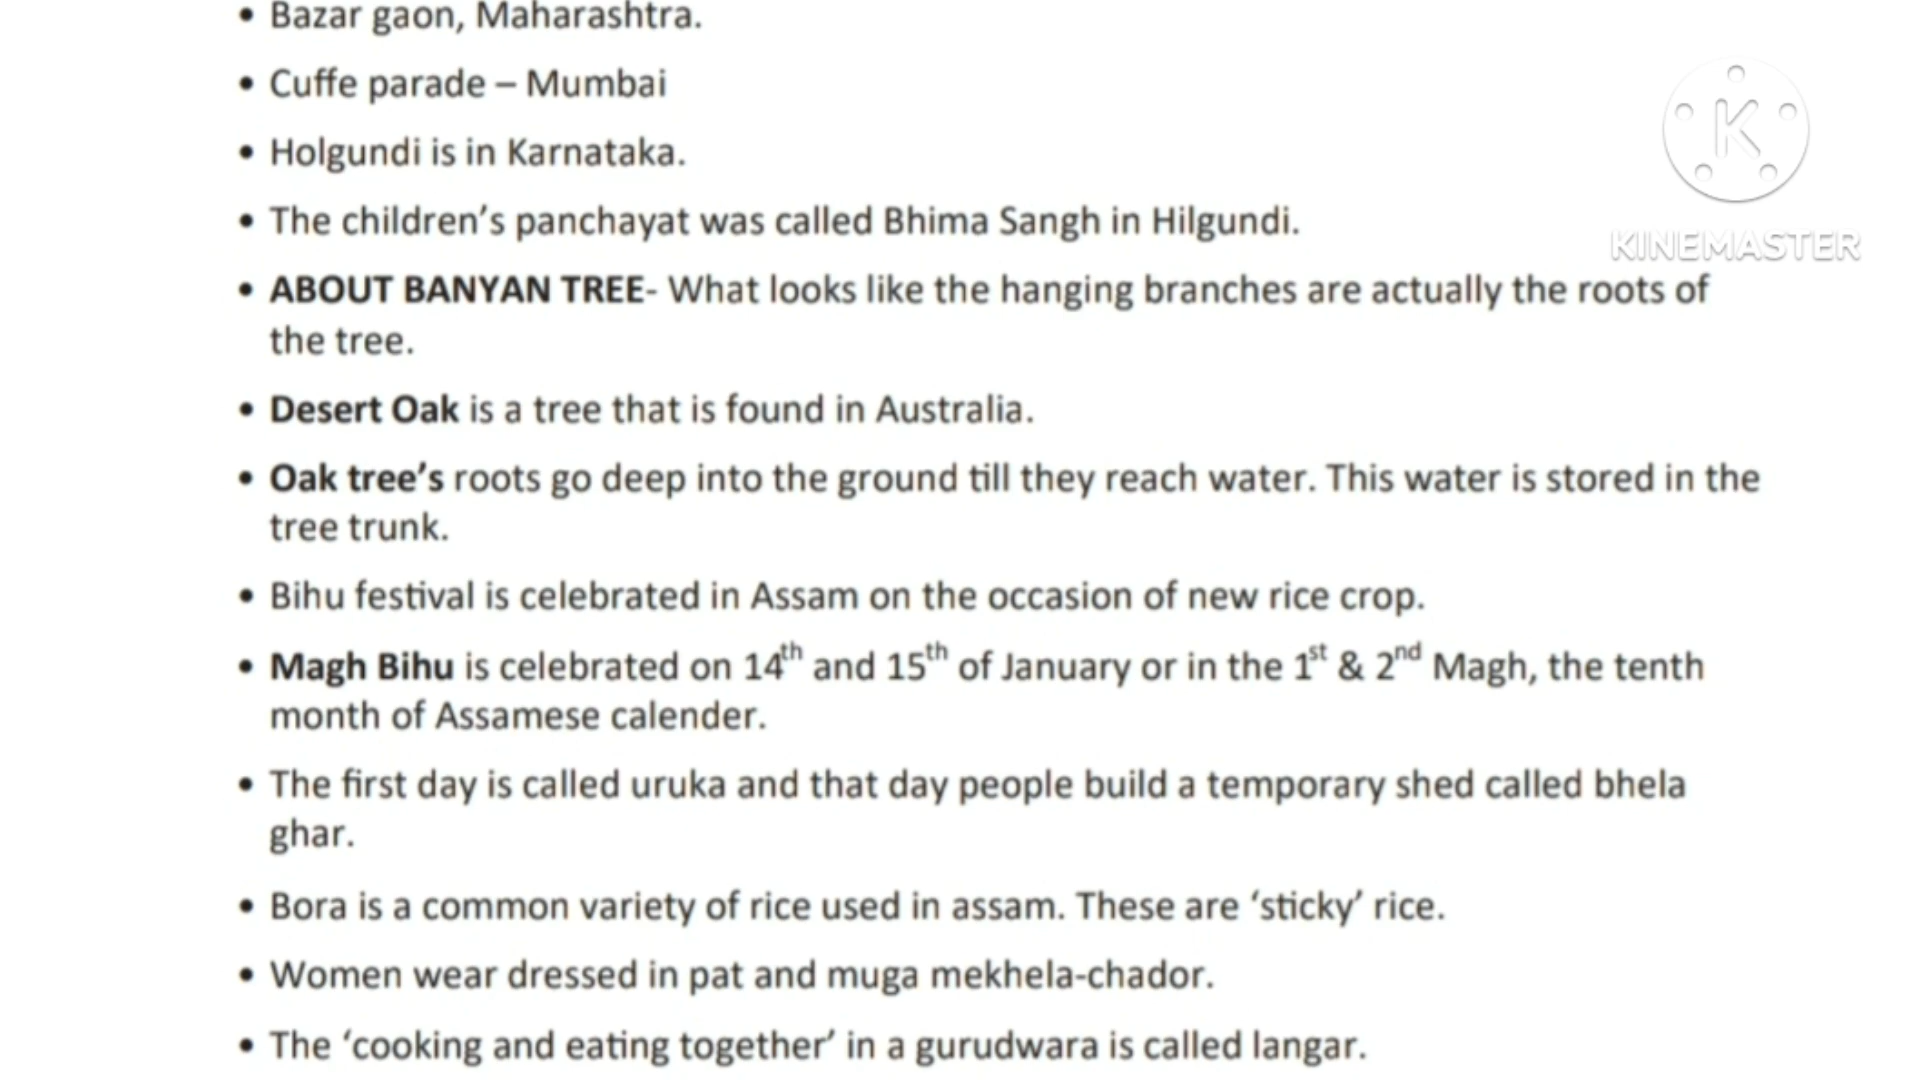 • Bazar gaon, Maharashtra.
• Cuffe parade – Mumbai
• Holgundi is in Karnataka.
• The children's panchayat was called Bhima Sangh in Hilgundi.
• ABOUT BANYAN TREE- What looks like the hanging branches are actually the roots of
the tree.
• Desert Oak is a tree that is found in Australia.
• Oak tree's roots go deep into the ground till they reach water. This water is stored in the
tree trunk.
• Bihu festival is celebrated in Assam on the occasion of new rice crop.
• Magh Bihu is celebrated on 14th and 15th of January or in the 1st & 2nd Magh, the tenth
month of Assamese calender.
• The first day is called uruka and that day people build a temporary shed called bhela
ghar.
• Bora is a common variety of rice used in assam. These are 'sticky' rice.
• Women wear dressed in pat and muga mekhela-chador.
• The 'cooking and eating together' in a gurudwara is called langar.
K
KINEMASTER